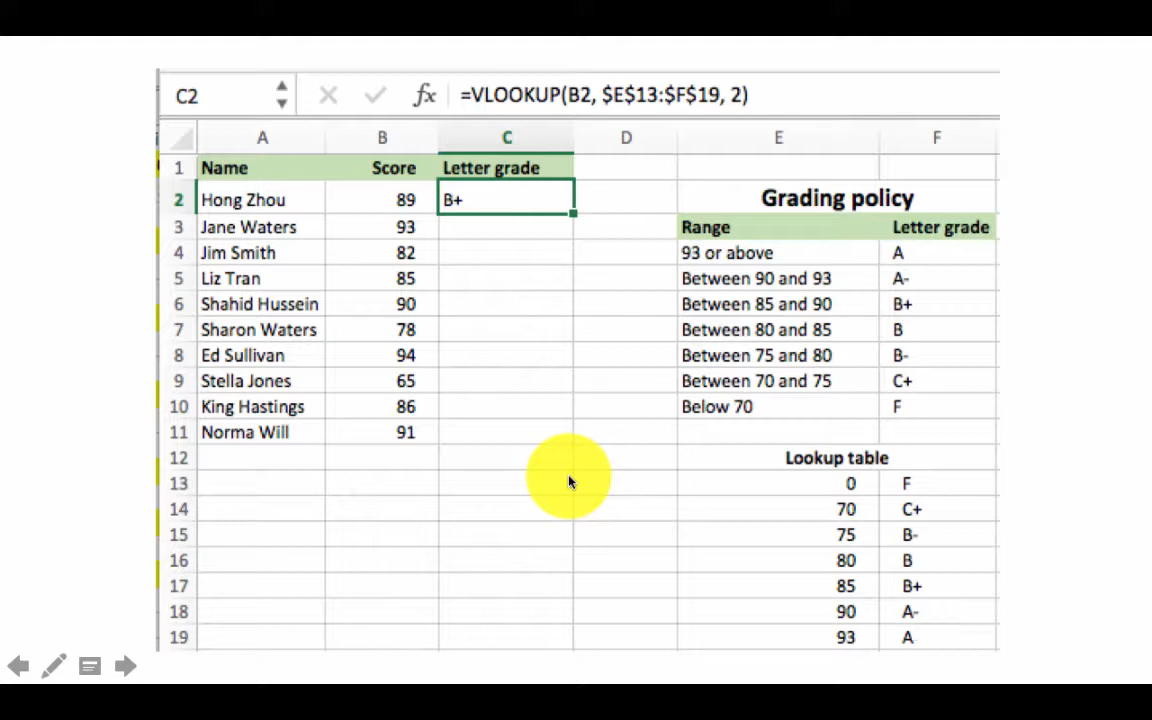 C2 fx =VLOOKUP(B2, $E$13:$F$19, 2)
A B C D E F
1 Name Score Letter grade
2 Hong Zhou 89 B+ Grading policy
3 Jane Waters 93 Range Letter grade
4 Jim Smith 82 93 or above A
5 Liz Tran 85 Between 90 and 93 A-
6 Shahid Hussein 90 Between 85 and 90 B+
7 Sharon Waters 78 Between 80 and 85 B
8 Ed Sullivan 94 Between 75 and 80 B-
9 Stella Jones 65 Between 70 and 75 C+
10 King Hastings 86 Below 70 F
11 Norma Will 91
12 Lookup table
13 0 F
14 70 C+
15 75 B-
16 80 B
17 85 B+
18 90 A-
19 93 A